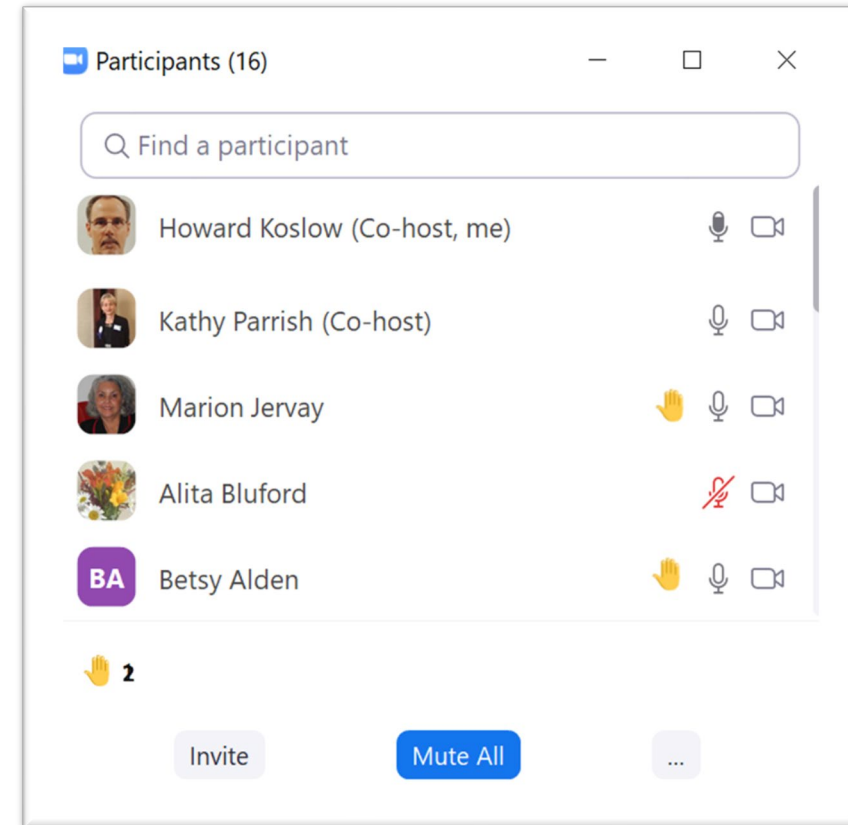 Participants (16)
Find a participant
Howard Koslow (Co-host, me)
Kathy Parrish (Co-host)
Marion Jervay
Alita Bluford
BA Betsy Alden
2
Invite Mute All ...